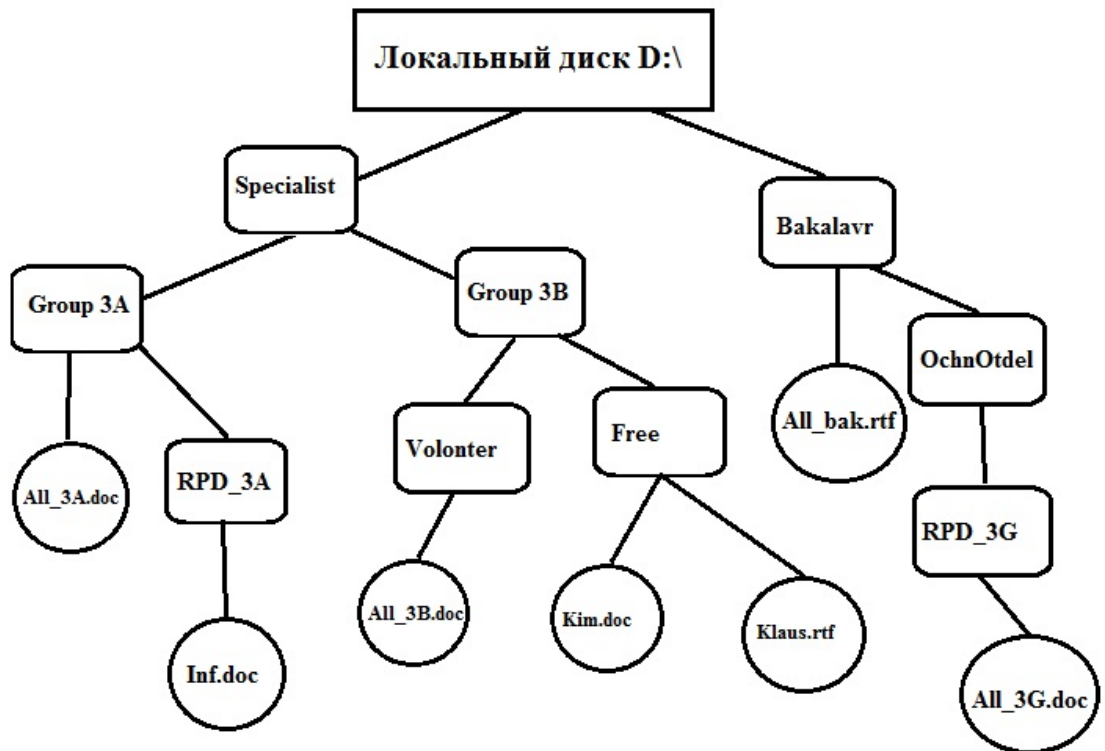 Локальный диск D:\
Specialist
Bakalavr
Group 3A
Group 3B
OchnOtdel
All_bak.rtf
Volonter
Free
All_3A.doc
RPD_3A
RPD_3G
All_3B.doc
Kim.doc
Klaus.rtf
Inf.doc
All_3G.doc